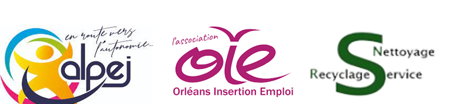 en route vers
l'autonomie...
alpej
l'association
oie
Orléans Insertion Emploi
Nettoyage
Recyclage Service